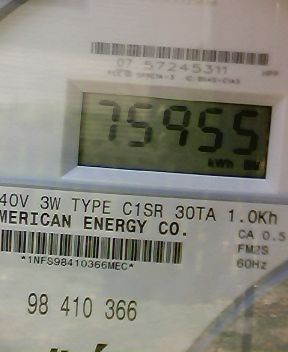 07 57245311
75955
kWh
40V 3W TYPE C1SR 30TA 1.0Kh
MERICAN ENERGY CO.
CA 0.5
FM2S
60Hz
*1NFS98410366MEC*
98 410 366